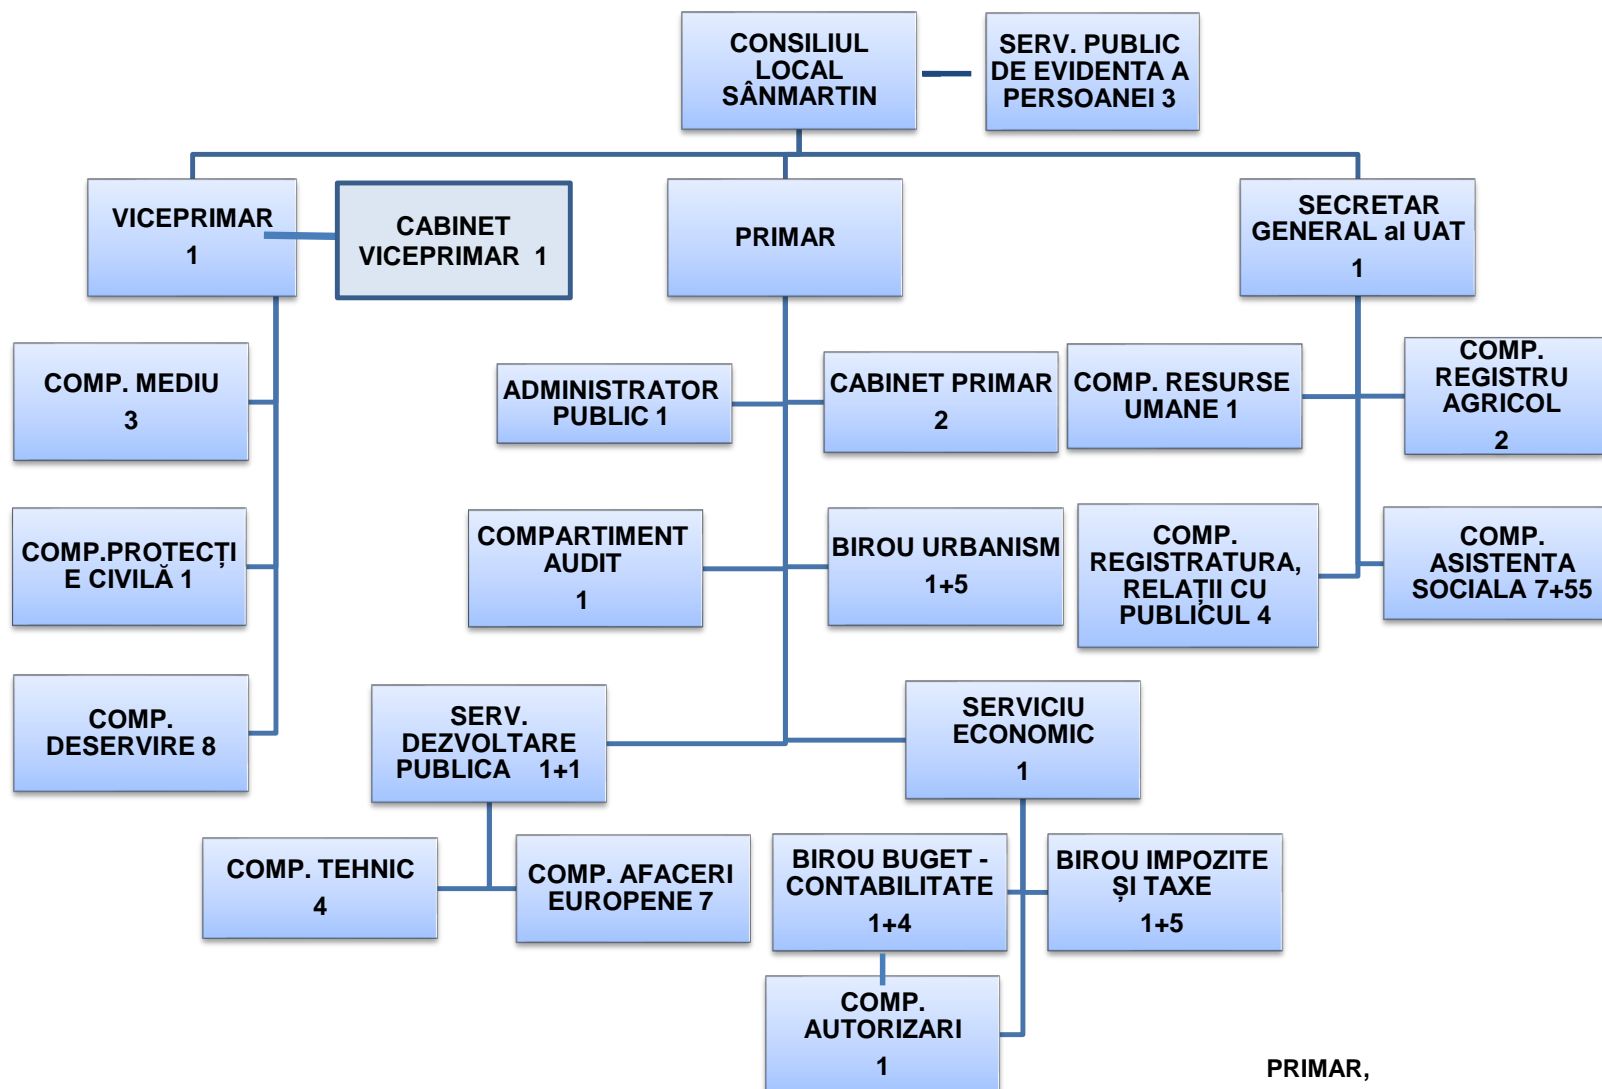 CONSILIUL
LOCAL
SÂNMARTIN
SERV. PUBLIC
DE EVIDENTA A
PERSOANEI 3
VICEPRIMAR
1
CABINET
VICEPRIMAR 1
PRIMAR
SECRETAR
GENERAL al UAT
1
COMP. MEDIU
3
ADMINISTRATOR
PUBLIC 1
CABINET PRIMAR
2
COMP. RESURSE
UMANE 1
COMP.
REGISTRU
AGRICOL
2
COMP.PROTECȚI
E CIVILĂ 1
COMPARTIMENT
AUDIT
1
BIROU URBANISM
1+5
COMP.
REGISTRATURA,
RELAȚII CU
PUBLICUL 4
COMP.
ASISTENTA
SOCIALA 7+55
COMP.
DESERVIRE 8
SERV.
DEZVOLTARE
PUBLICA 1+1
SERVICIU
ECONOMIC
1
COMP. TEHNIC
4
COMP. AFACERI
EUROPENE 7
BIROU BUGET -
CONTABILITATE
1+4
BIROU IMPOZITE
ȘI TAXE
1+5
COMP.
AUTORIZARI
1
PRIMAR,